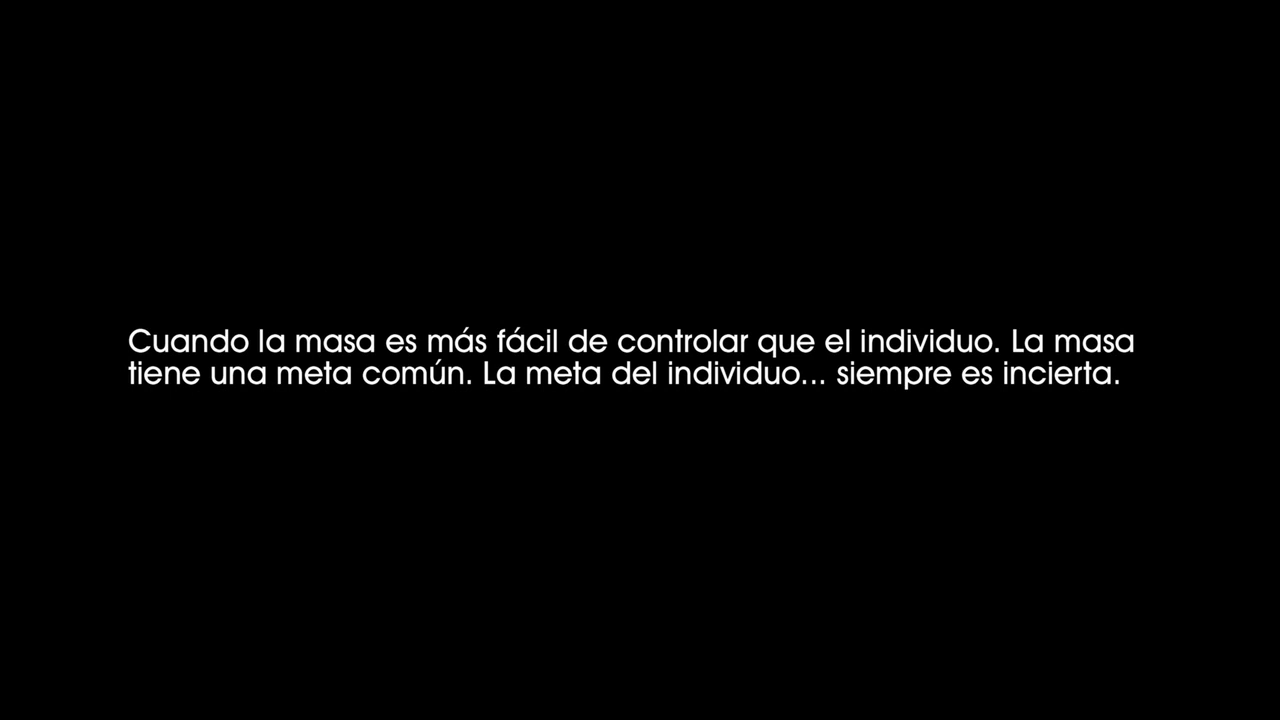 Cuando la masa es más fácil de controlar que el individuo. La masa
tiene una meta común. La meta del individuo... siempre es incierta.